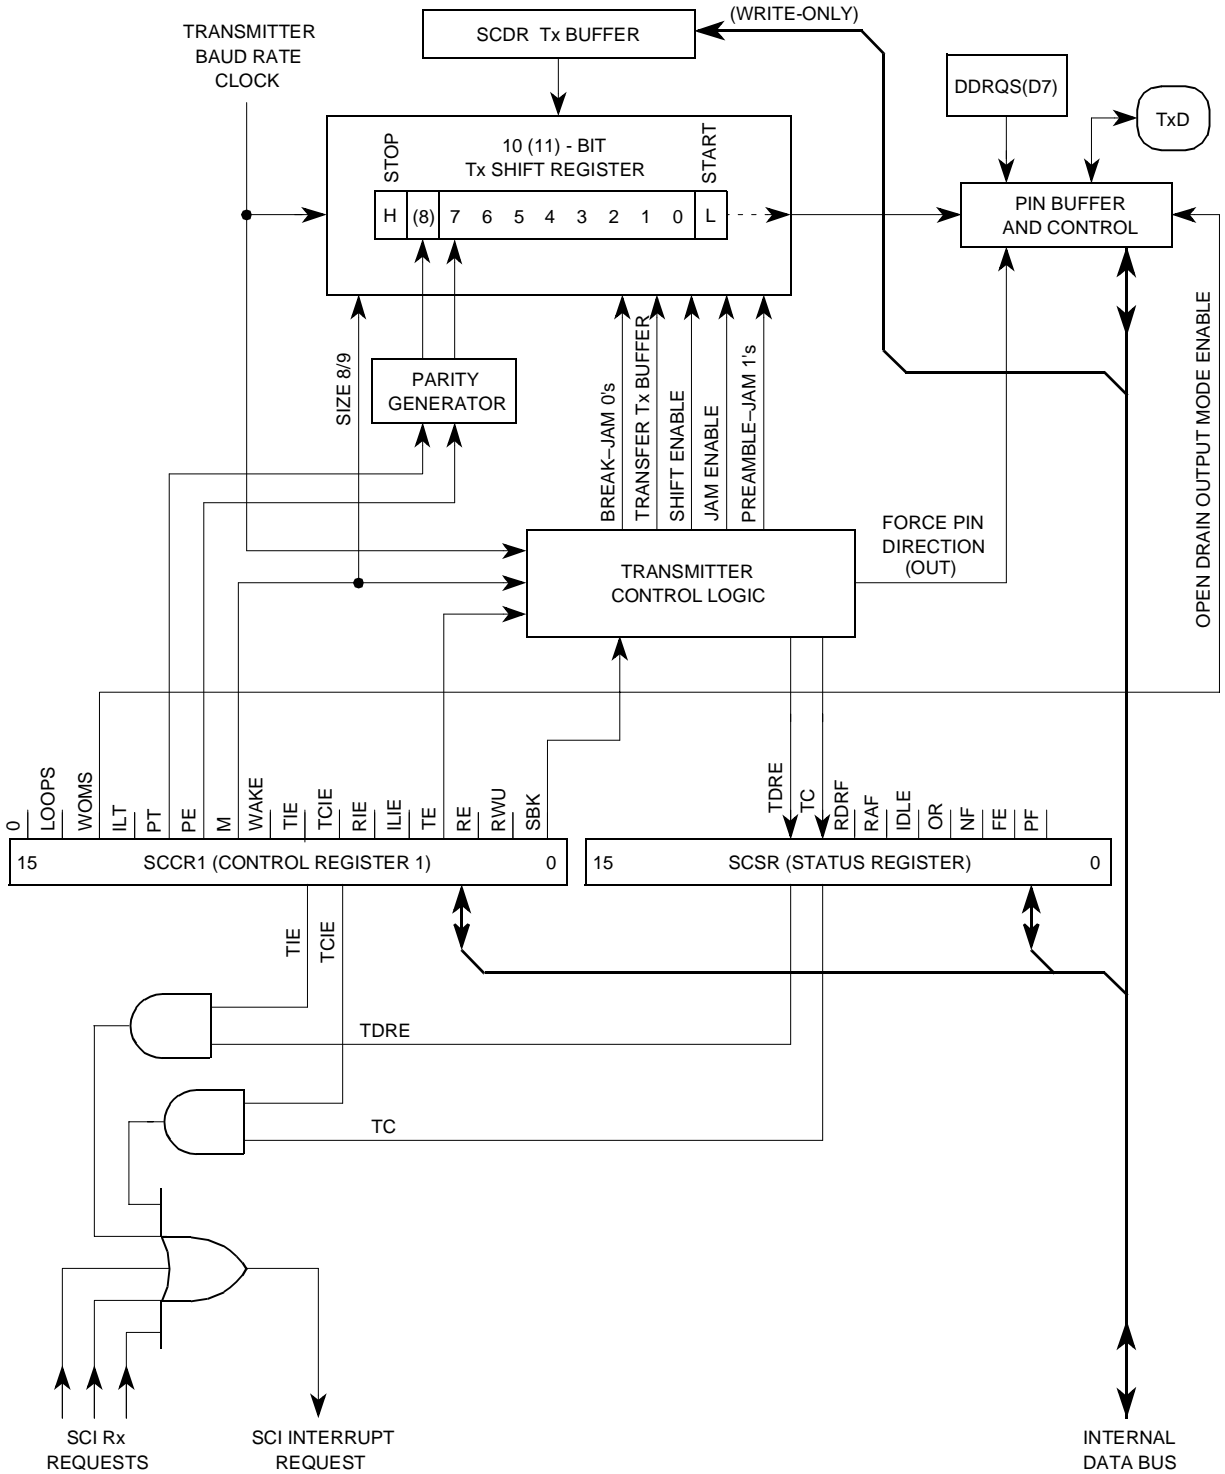 (WRITE-ONLY)
TRANSMITTER
BAUD RATE
CLOCK
SCDR Tx BUFFER
DDRQS(D7)
TxD
STOP
10 (11) - BIT
Tx SHIFT REGISTER
START
H (8) 7 6 5 4 3 2 1 0 L
PIN BUFFER
AND CONTROL
OPEN DRAIN OUTPUT MODE ENABLE
SIZE 8/9
PARITY
GENERATOR
BREAK–JAM 0's
TRANSFER Tx BUFFER
SHIFT ENABLE
JAM ENABLE
PREAMBLE–JAM 1's
FORCE PIN
DIRECTION
(OUT)
TRANSMITTER
CONTROL LOGIC
0
LOOPS
WOMS
ILT
PT
PE
M
WAKE
TIE
TCIE
RIE
ILIE
TE
RE
RWU
SBK
TDRE
TC
RDRF
RAF
IDLE
OR
NF
FE
PF
15 SCCR1 (CONTROL REGISTER 1) 0
15 SCSR (STATUS REGISTER) 0
TIE
TCIE
TDRE
TC
SCI Rx
REQUESTS
SCI INTERRUPT
REQUEST
INTERNAL
DATA BUS